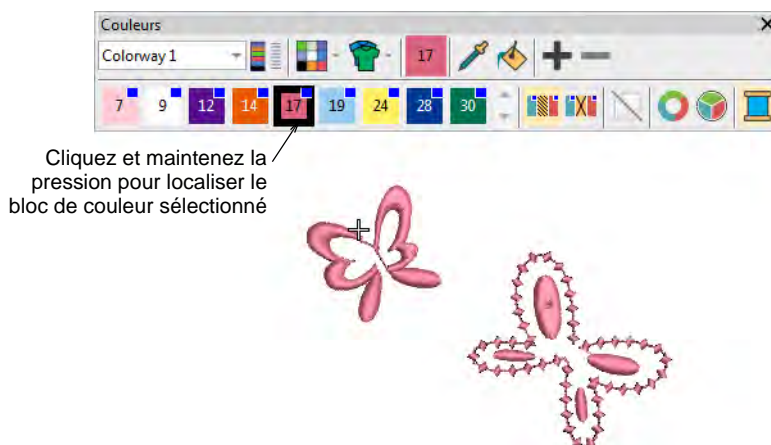 Couleurs
Colorway 1
17
7 9 12 14 17 19 24 28 30
Cliquez et maintenez la
pression pour localiser le
bloc de couleur sélectionné